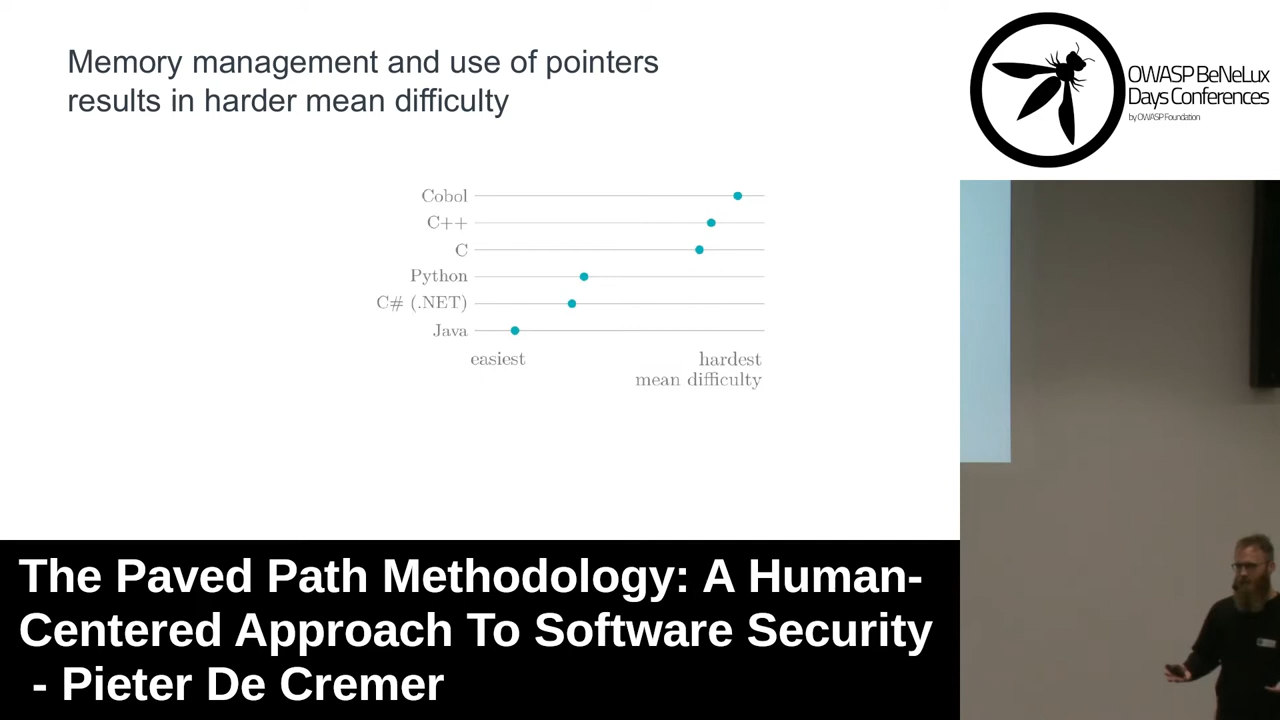 Memory management and use of pointers
results in harder mean difficulty
OWASP BeNeLux
Days Conferences
by OWASP Foundation
Cobol
C++
C
Python
C# (.NET)
Java
easiest
hardest
mean difficulty
The Paved Path Methodology: A Human-
Centered Approach To Software Security
- Pieter De Cremer